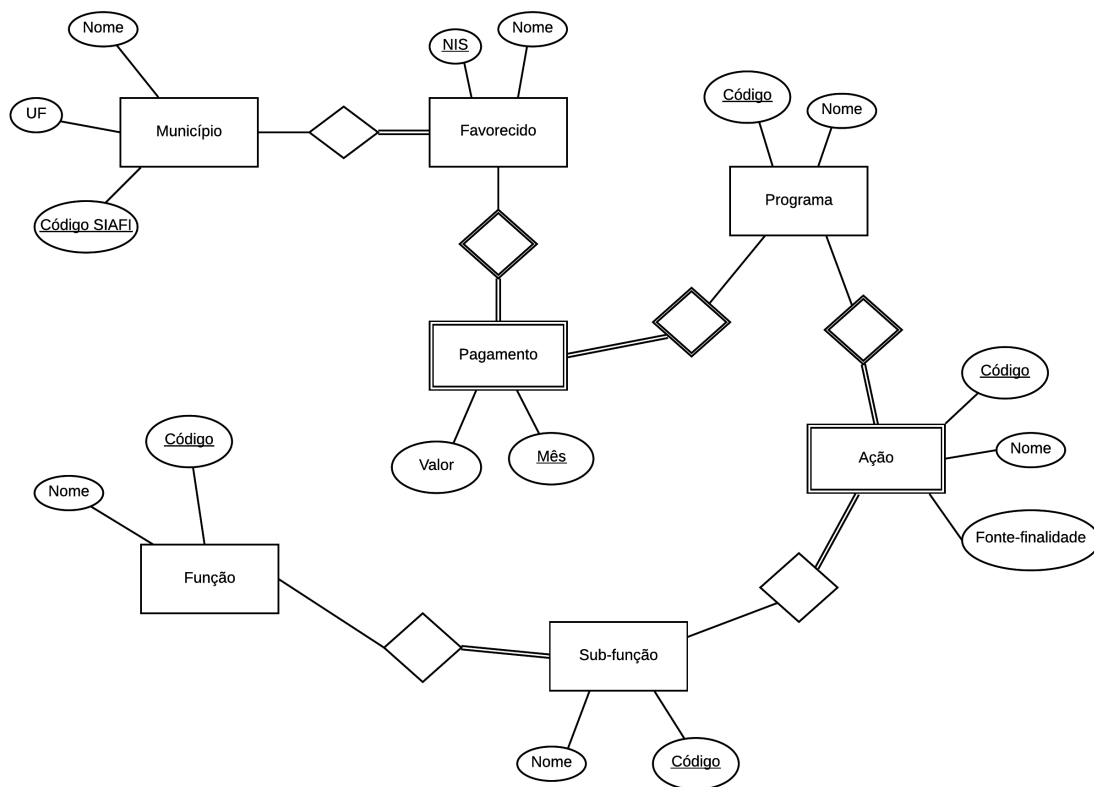 Nome
NIS
Nome
UF
Município
Favorecido
Código
Nome
Código SIAFI
Programa
Pagamento
Código
Valor
Mês
Ação
Nome
Código
Nome
Fonte-finalidade
Função
Sub-função
Nome
Código